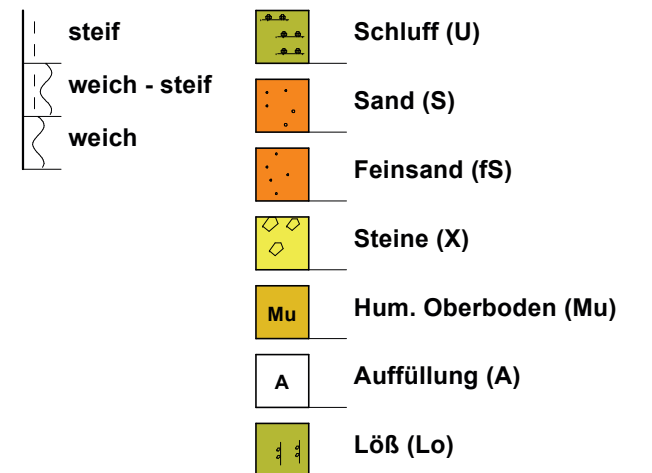 steif
weich - steif
weich
Schluff (U)
Sand (S)
Feinsand (fS)
Steine (X)
Mu Hum. Oberboden (Mu)
A Auffüllung (A)
Löß (Lo)